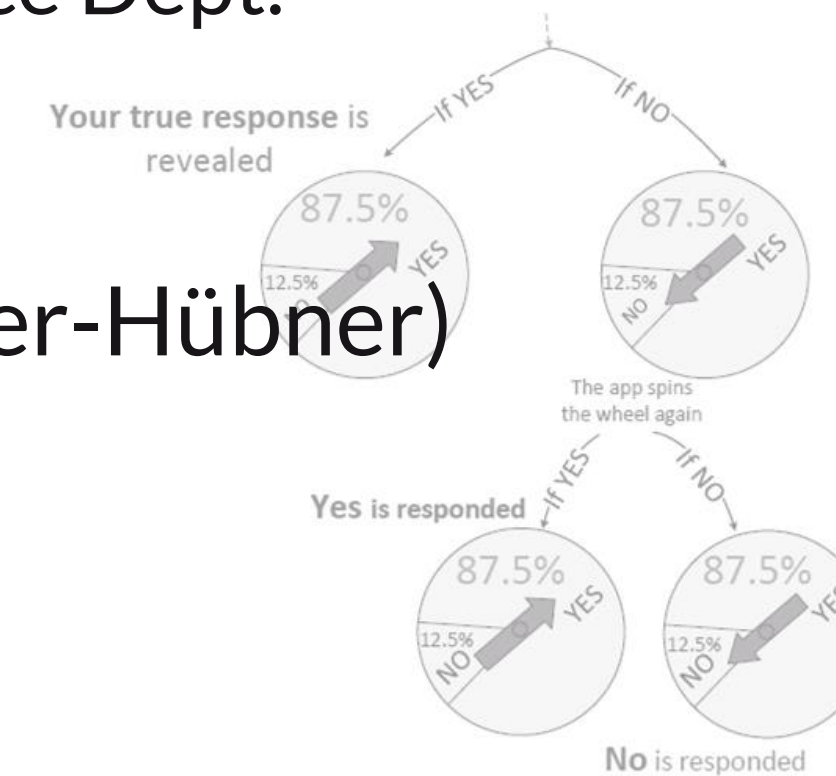 ee Dept.
If YES
If NO
Your true response is
revealed
87.5%
YES
12.5%
87.5%
YES
12.5%
NO
er-Hübner)
The app spins
the wheel again
If YES
If NO
Yes is responded
87.5%
YES
12.5%
NO
87.5%
YES
12.5%
NO
No is responded